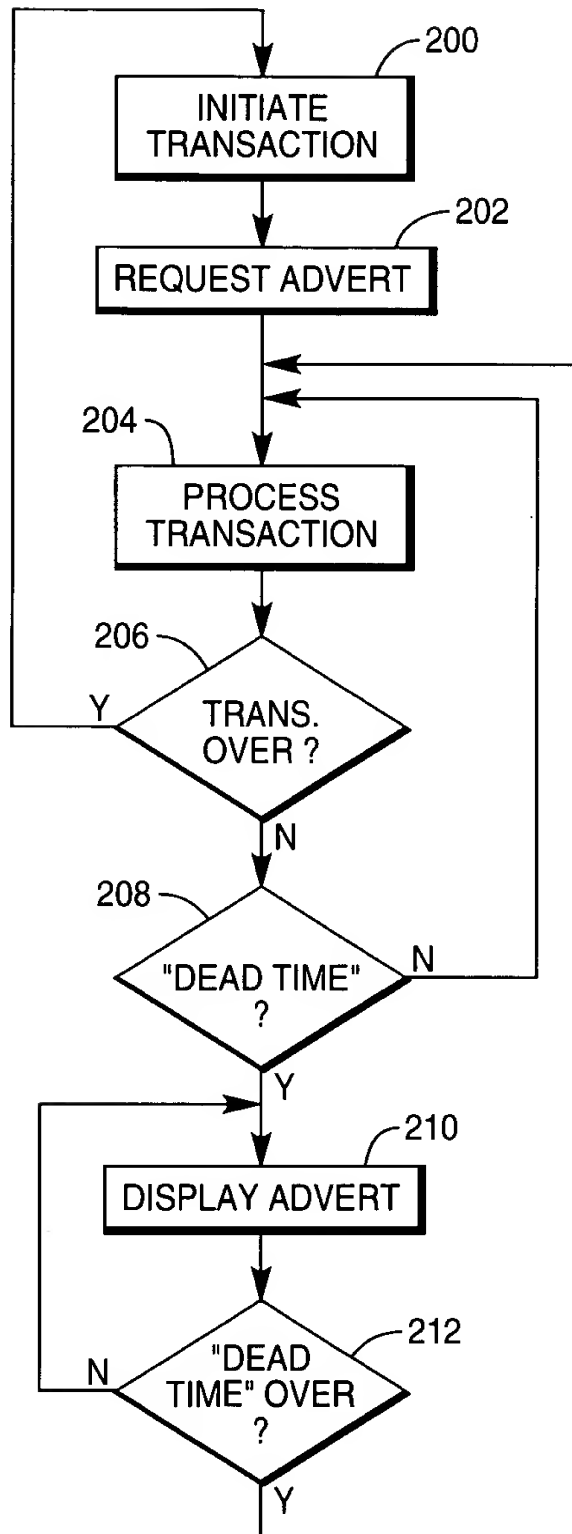 200
INITIATE
TRANSACTION
202
REQUEST ADVERT
204
PROCESS
TRANSACTION
206
Y
TRANS.
OVER ?
N
208
"DEAD TIME"
?
N
Y
210
DISPLAY ADVERT
212
N
"DEAD
TIME" OVER
?
Y